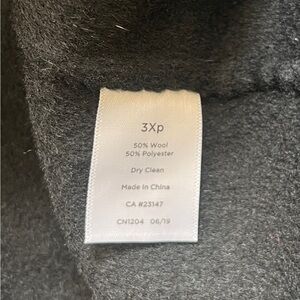 3Xp
50% Wool
50% Polyester
Dry Clean
Made in China
CA #23147
CN1204 06/19